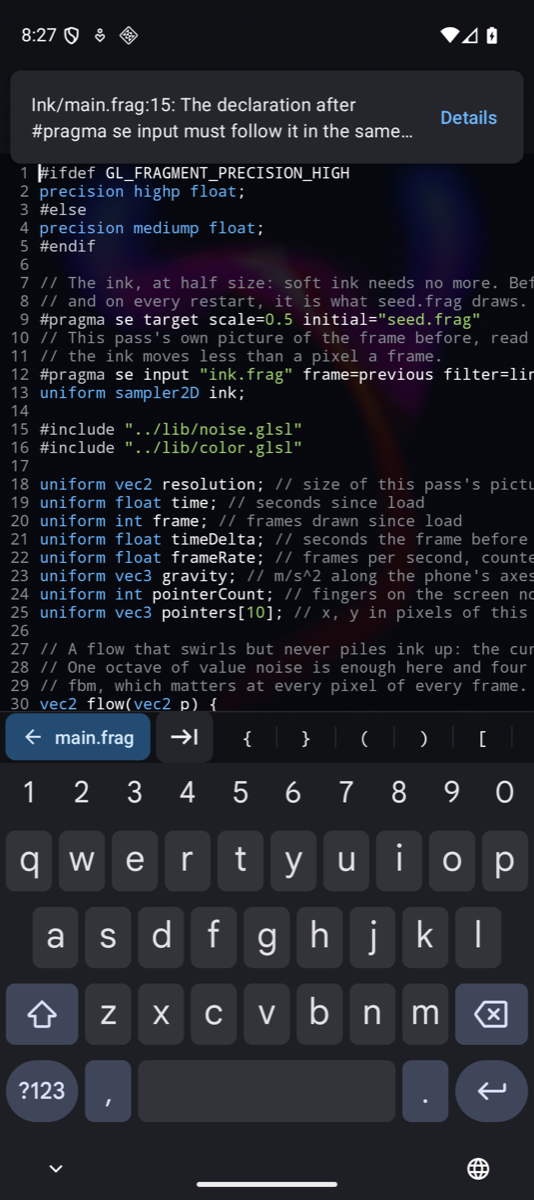 8:27
Ink/main.frag:15: The declaration after
#pragma se input must follow it in the same…
Details
1 #ifdef GL_FRAGMENT_PRECISION_HIGH
2 precision highp float;
3 #else
4 precision mediump float;
5 #endif
6
7 // The ink, at half size: soft ink needs no more. Bef
8 // and on every restart, it is what seed.frag draws.
9 #pragma se target scale=0.5 initial="seed.frag"
10 // This pass's own picture of the frame before, read
11 // the ink moves less than a pixel a frame.
12 #pragma se input "ink.frag" frame=previous filter=lin
13 uniform sampler2D ink;
14
15 #include "../lib/noise.glsl"
16 #include "../lib/color.glsl"
17
18 uniform vec2 resolution; // size of this pass's pictu
19 uniform float time; // seconds since load
20 uniform int frame; // frames drawn since load
21 uniform float timeDelta; // seconds the frame before
22 uniform float frameRate; // frames per second, counte
23 uniform vec3 gravity; // m/s^2 along the phone's axes
24 uniform int pointerCount; // fingers on the screen no
25 uniform vec3 pointers[10]; // x, y in pixels of this
26
27 // A flow that swirls but never piles ink up: the cur
28 // One octave of value noise is enough here and four
29 // fbm, which matters at every pixel of every frame.
30 vec2 flow(vec2 p) {
← main.frag { } ( ) [
1 2 3 4 5 6 7 8 9 0
q w e r t y u i o p
a s d f g h j k l
z x c v b n m
?123 , .